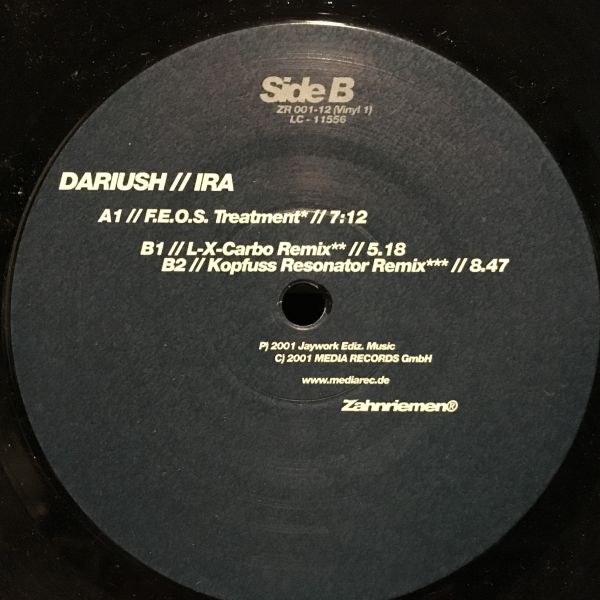 Side B
ZR 001-12 (Vinyl 1)
LC - 11556
DARIUSH // IRA
A1 // F.E.O.S. Treatment* // 7:12
B1 // L-X-Carbo Remix** // 5.18
B2 // Kopfuss Resonator Remix*** // 8.47
P) 2001 Jaywork Ediz. Music
C) 2001 MEDIA RECORDS GmbH
www.mediarec.de
Zahnriemen®